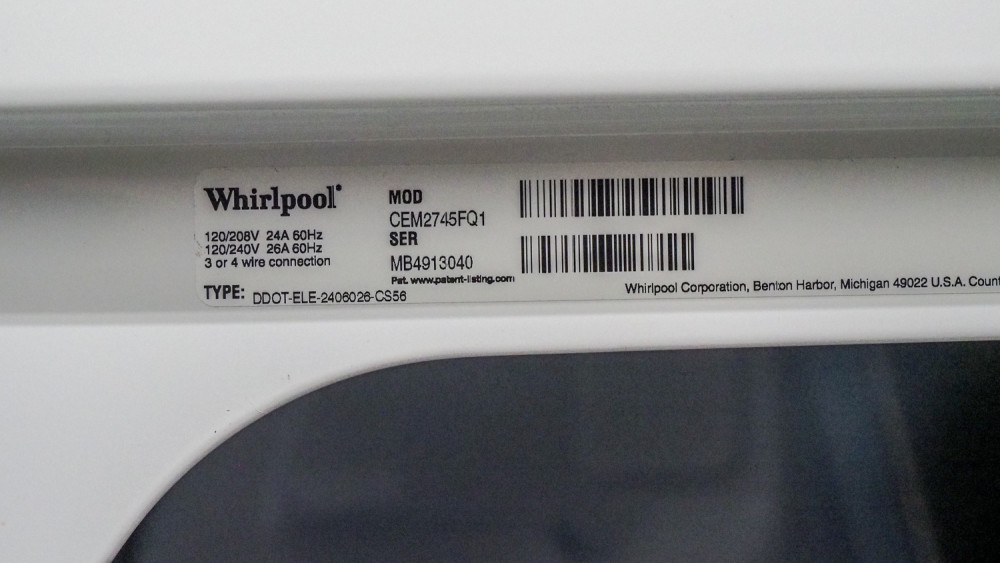 Whirlpool
120/208V 24A 60Hz
120/240V 26A 60Hz
3 or 4 wire connection
TYPE: DDOT-ELE-2406026-CS56
MOD
CEM2745FQ1
SER
MB4913040
Pat. www.patent-listing.com
Whirlpool Corporation, Benton Harbor, Michigan 49022 U.S.A.